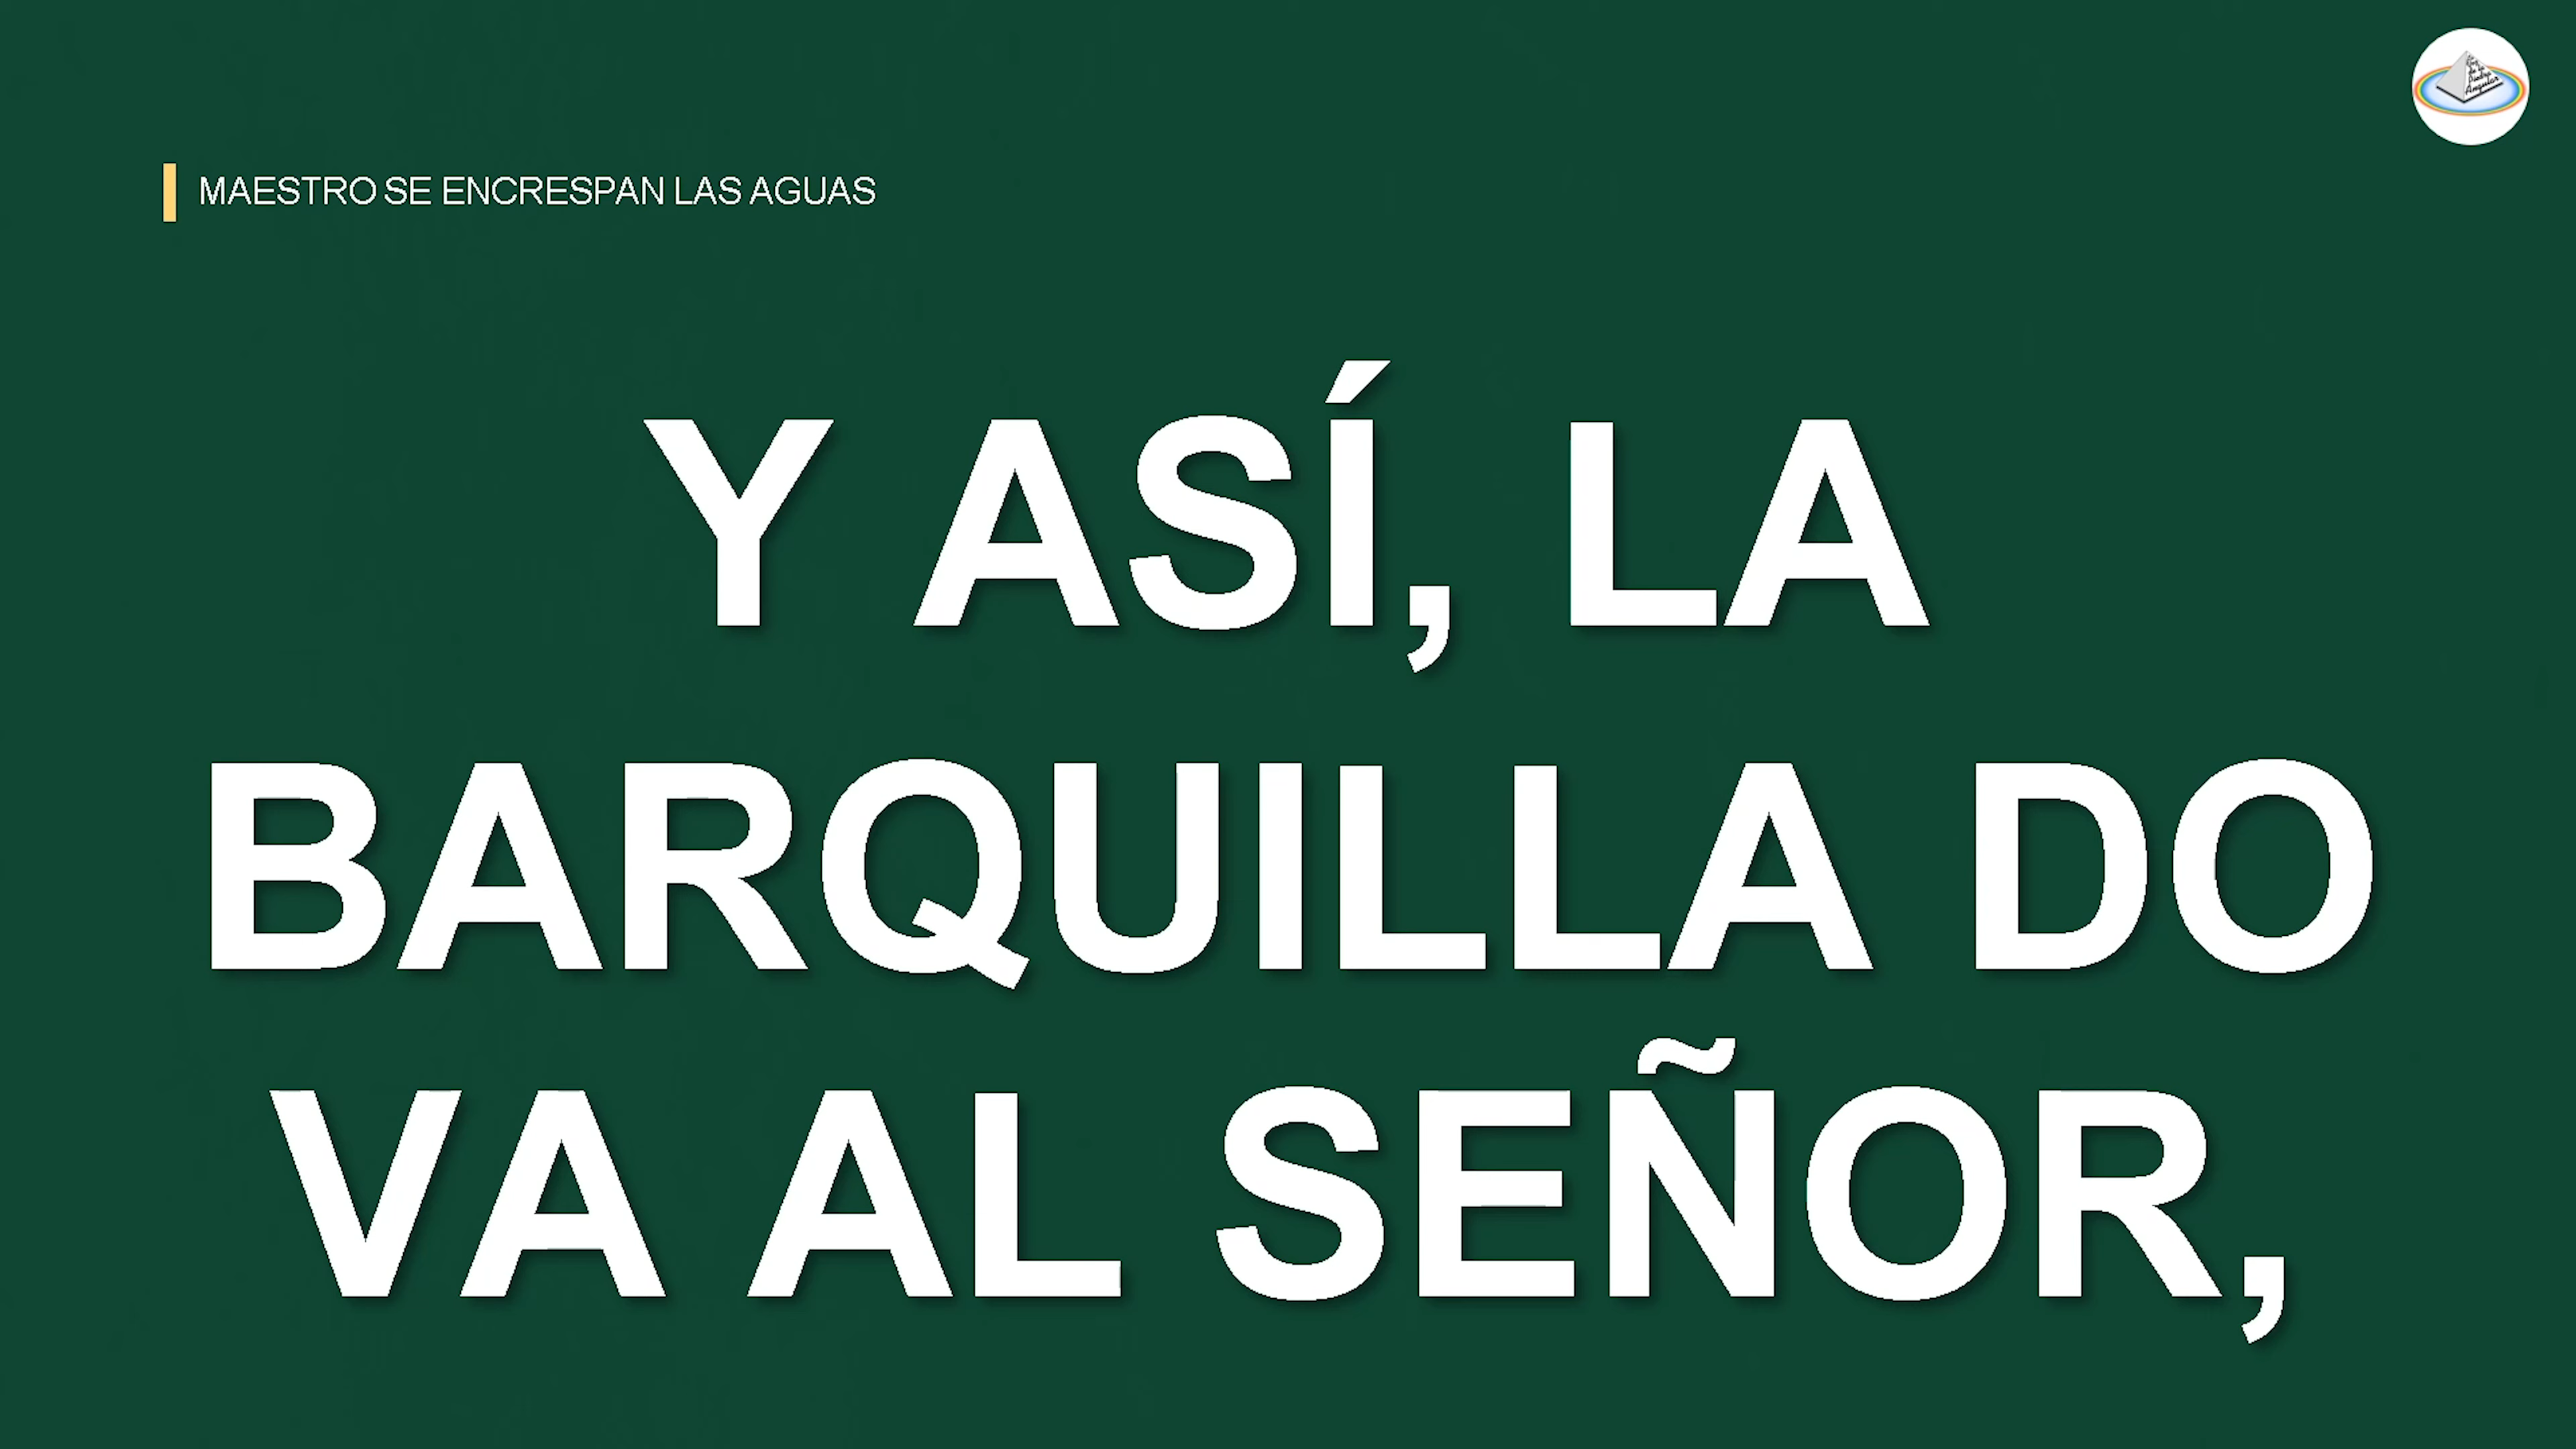 MAESTRO SE ENCRESPAN LAS AGUAS
Y ASÍ, LA
BARQUILLA DO
VA AL SEÑOR,